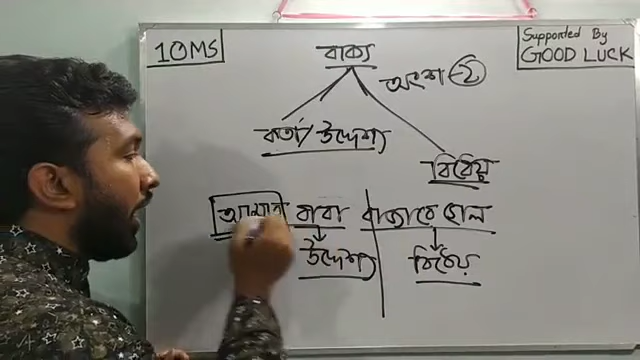 10MS
বাক্য
Supported By
GOOD LUCK
অংশ - ২
কর্তা / উদ্দেশ্য
বিধেয়
আমার বাবা বাজারে গেল
উদ্দেশ্য বিধেয়